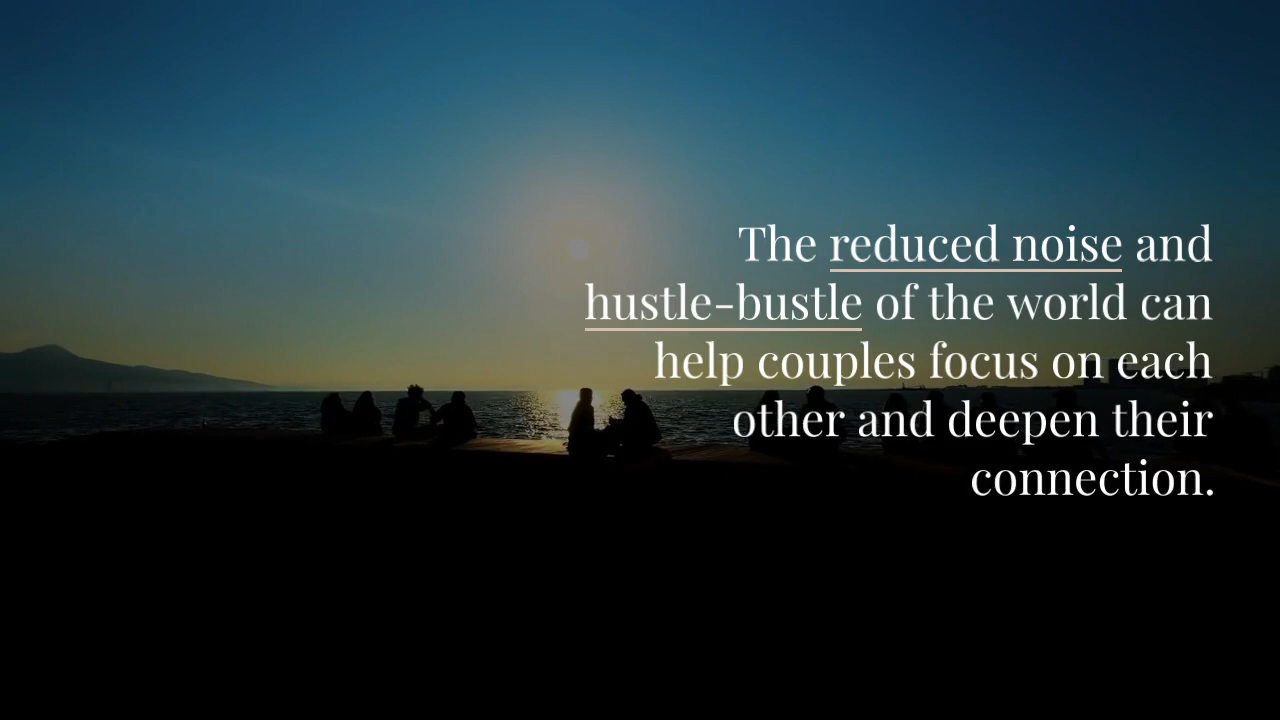 The reduced noise and
hustle-bustle of the world can
help couples focus on each
other and deepen their
connection.